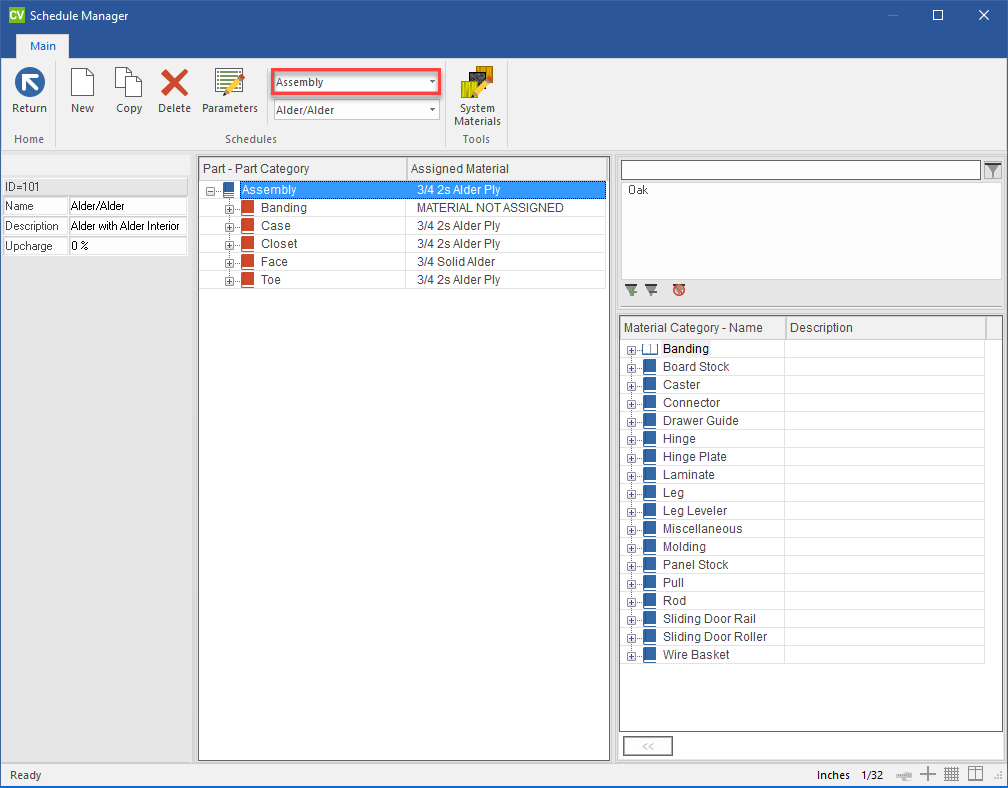 CV Schedule Manager
Main
Return
New
Copy
Delete
Parameters
Assembly
Alder/Alder
System
Materials
Home
Schedules
Tools
ID=101
Name Alder/Alder
Description Alder with Alder Interior
Upcharge 0 %
Part - Part Category Assigned Material
Assembly 3/4 2s Alder Ply
Banding MATERIAL NOT ASSIGNED
Case 3/4 2s Alder Ply
Closet 3/4 2s Alder Ply
Face 3/4 Solid Alder
Toe 3/4 2s Alder Ply
Oak
Material Category - Name Description
Banding
Board Stock
Caster
Connector
Drawer Guide
Hinge
Hinge Plate
Laminate
Leg
Leg Leveler
Miscellaneous
Molding
Panel Stock
Pull
Rod
Sliding Door Rail
Sliding Door Roller
Wire Basket
<<
Ready
Inches 1/32